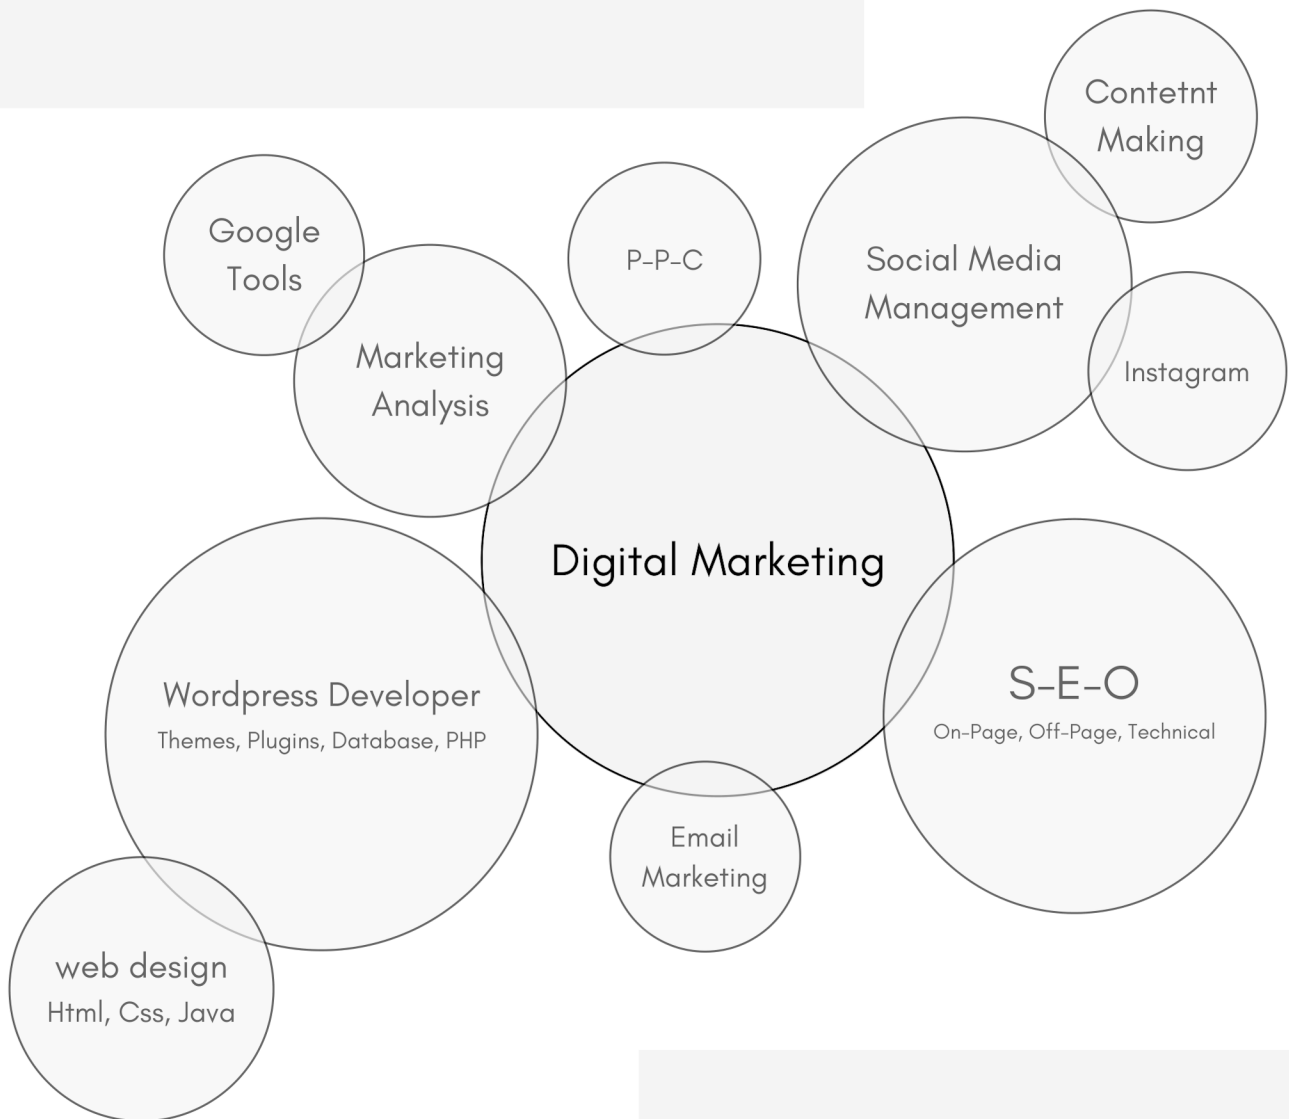 Contetnt
Making
Google
Tools
P-P-C
Social Media
Management
Marketing
Analysis
Instagram
Digital Marketing
Wordpress Developer
Themes, Plugins, Database, PHP
S-E-O
On-Page, Off-Page, Technical
Email
Marketing
web design
Html, Css, Java